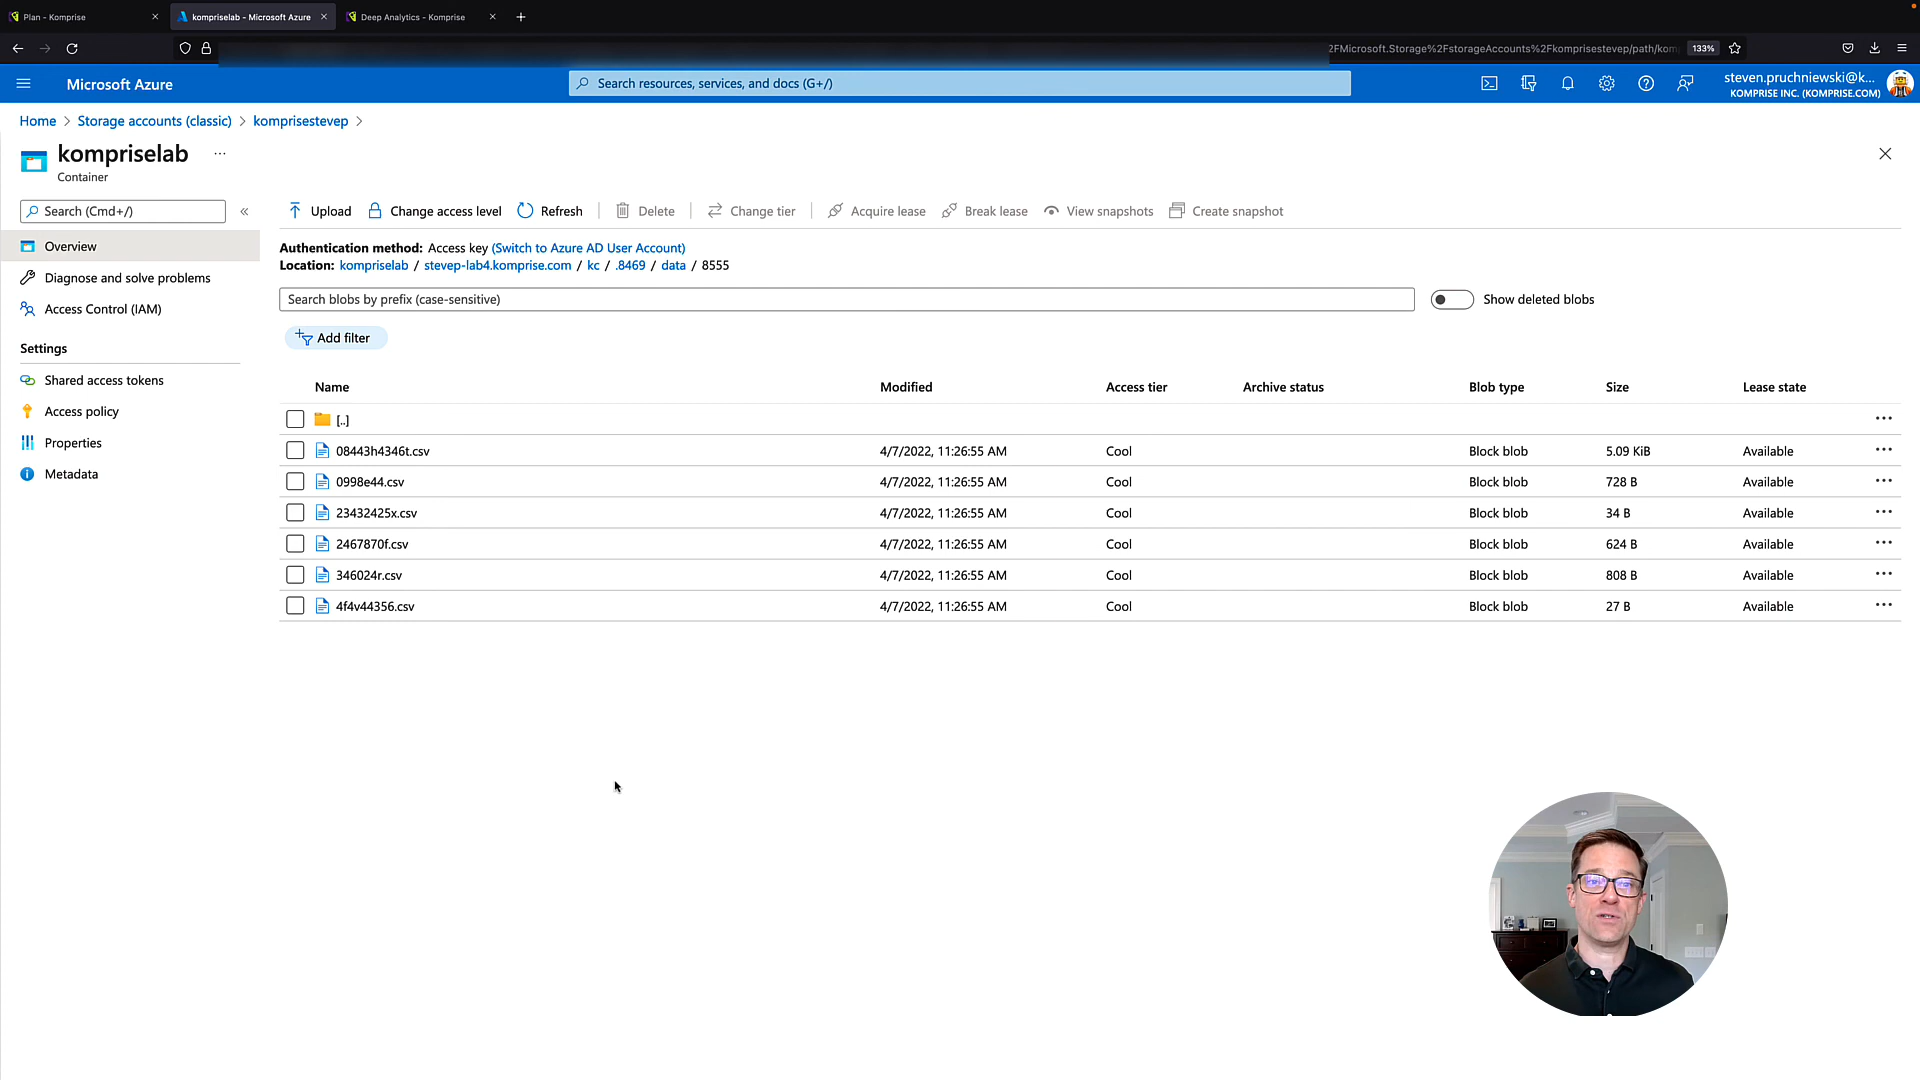 Plan - Komprise
kompriselab - Microsoft Azure
Deep Analytics - Komprise
2FMicrosoft.Storage%2FstorageAccounts%2Fkomprisestevep/path/kom
133%
Microsoft Azure
Search resources, services, and docs (G+/)
steven.pruchniewski@k...
KOMPRISE INC. (KOMPRISE.COM)
Home > Storage accounts (classic) > komprisestevep >
kompriselab ...
Container
Search (Cmd+/) «
Upload Change access level Refresh Delete Change tier Acquire lease Break lease View snapshots Create snapshot
Overview
Diagnose and solve problems
Access Control (IAM)
Settings
Shared access tokens
Access policy
Properties
Metadata
Authentication method: Access key (Switch to Azure AD User Account)
Location: kompriselab / stevep-lab4.komprise.com / kc / .8469 / data / 8555
Search blobs by prefix (case-sensitive)
Show deleted blobs
Add filter
Name Modified Access tier Archive status Blob type Size Lease state
[..]
08443h4346t.csv 4/7/2022, 11:26:55 AM Cool Block blob 5.09 KiB Available
0998e44.csv 4/7/2022, 11:26:55 AM Cool Block blob 728 B Available
23432425x.csv 4/7/2022, 11:26:55 AM Cool Block blob 34 B Available
2467870f.csv 4/7/2022, 11:26:55 AM Cool Block blob 624 B Available
346024r.csv 4/7/2022, 11:26:55 AM Cool Block blob 808 B Available
4f4v44356.csv 4/7/2022, 11:26:55 AM Cool Block blob 27 B Available